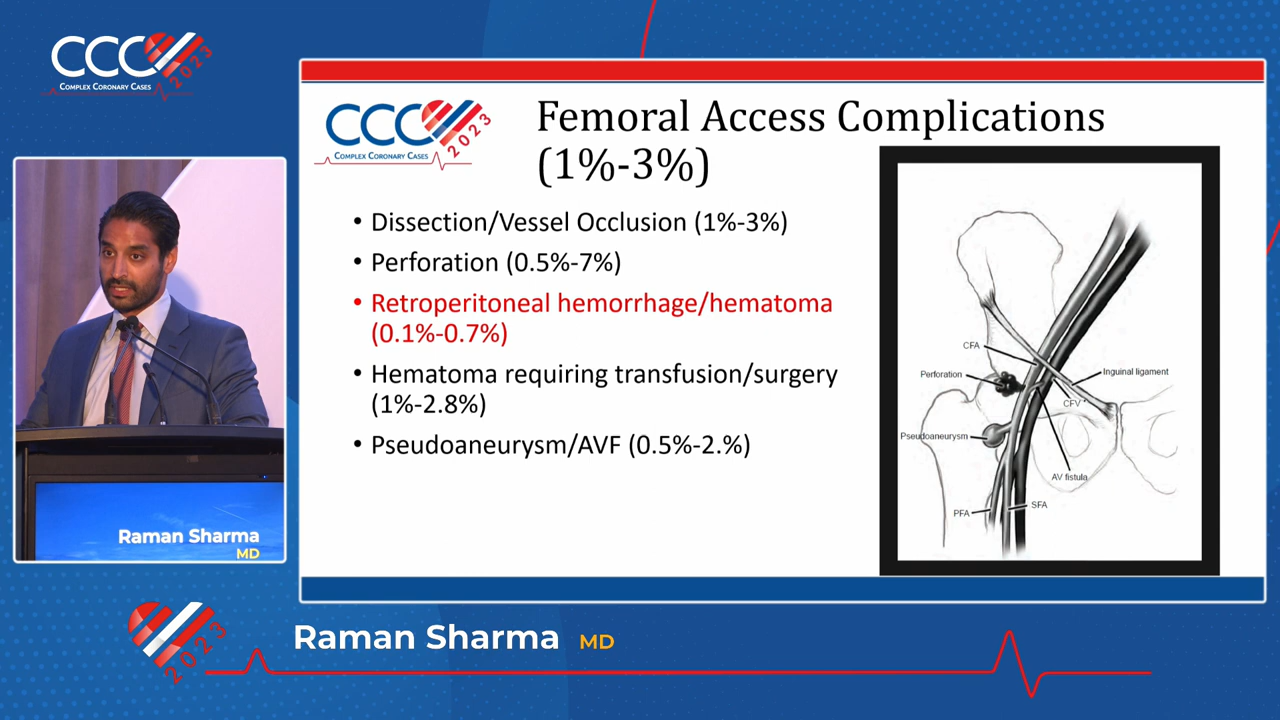 CCC
COMPLEX CORONARY CASES
2023
CCC
COMPLEX CORONARY CASES
2023
Femoral Access Complications
(1%-3%)
• Dissection/Vessel Occlusion (1%-3%)
• Perforation (0.5%-7%)
• Retroperitoneal hemorrhage/hematoma
(0.1%-0.7%)
• Hematoma requiring transfusion/surgery
(1%-2.8%)
• Pseudoaneurysm/AVF (0.5%-2.%)
CFA
Perforation
Inguinal ligament
CFV
Pseudoaneurysm
AV fistula
PFA
SFA
Raman Sharma
MD
2023
Raman Sharma MD